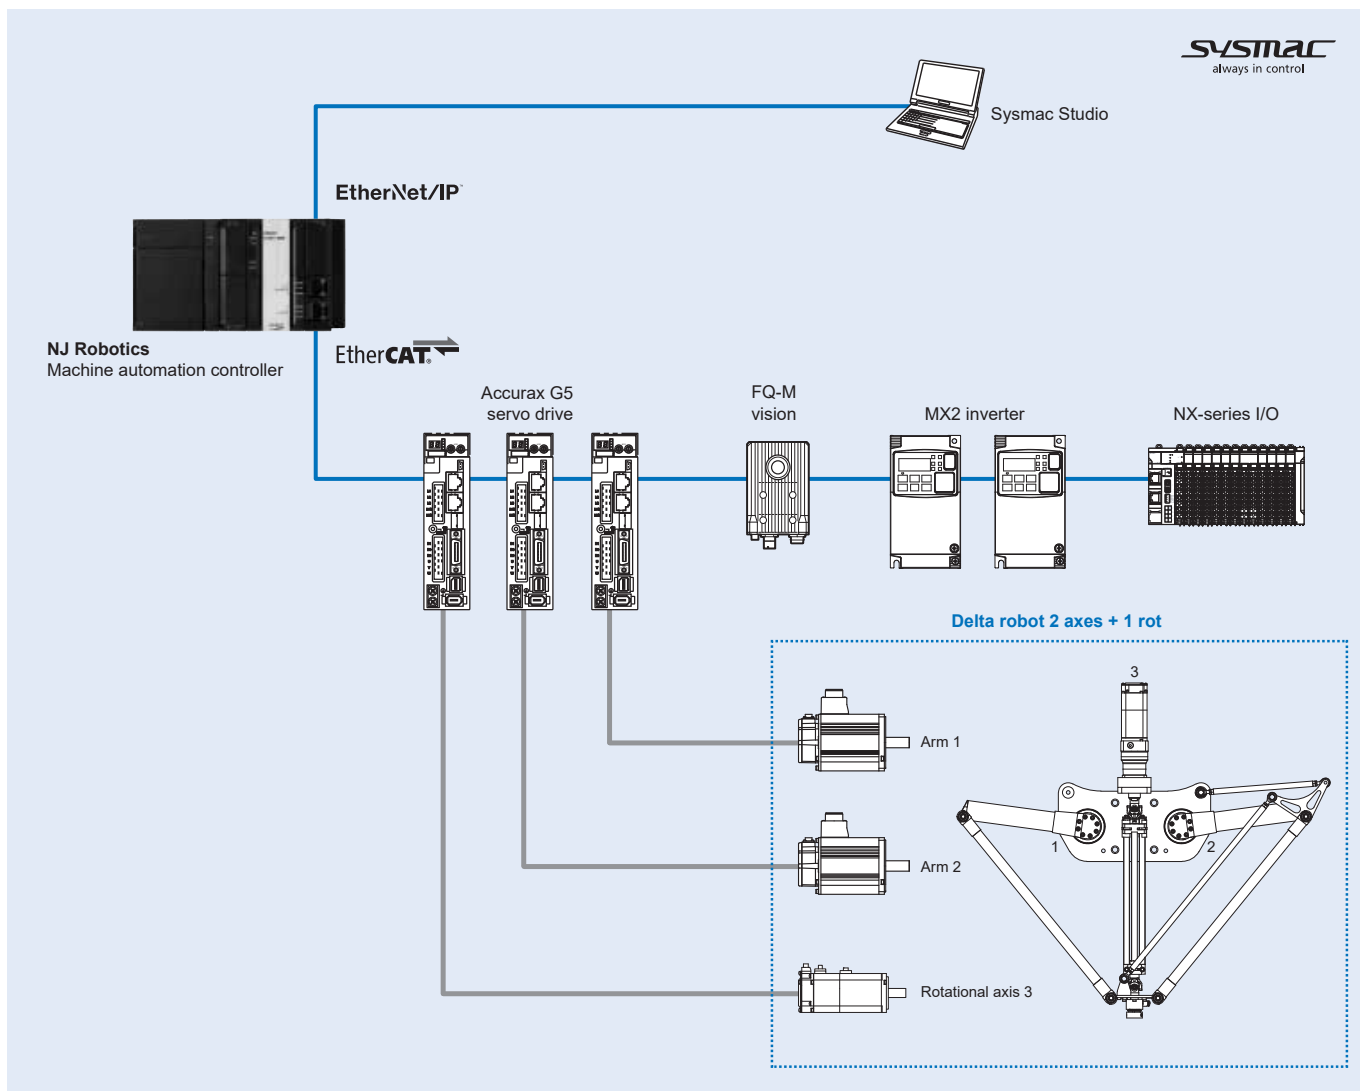 sysmac
always in control
Sysmac Studio
EtherNet/IP
NJ Robotics
Machine automation controller
EtherCAT®
Accurax G5
servo drive
FQ-M
vision
MX2 inverter
NX-series I/O
Delta robot 2 axes + 1 rot
3
Arm 1
1
2
Arm 2
Rotational axis 3